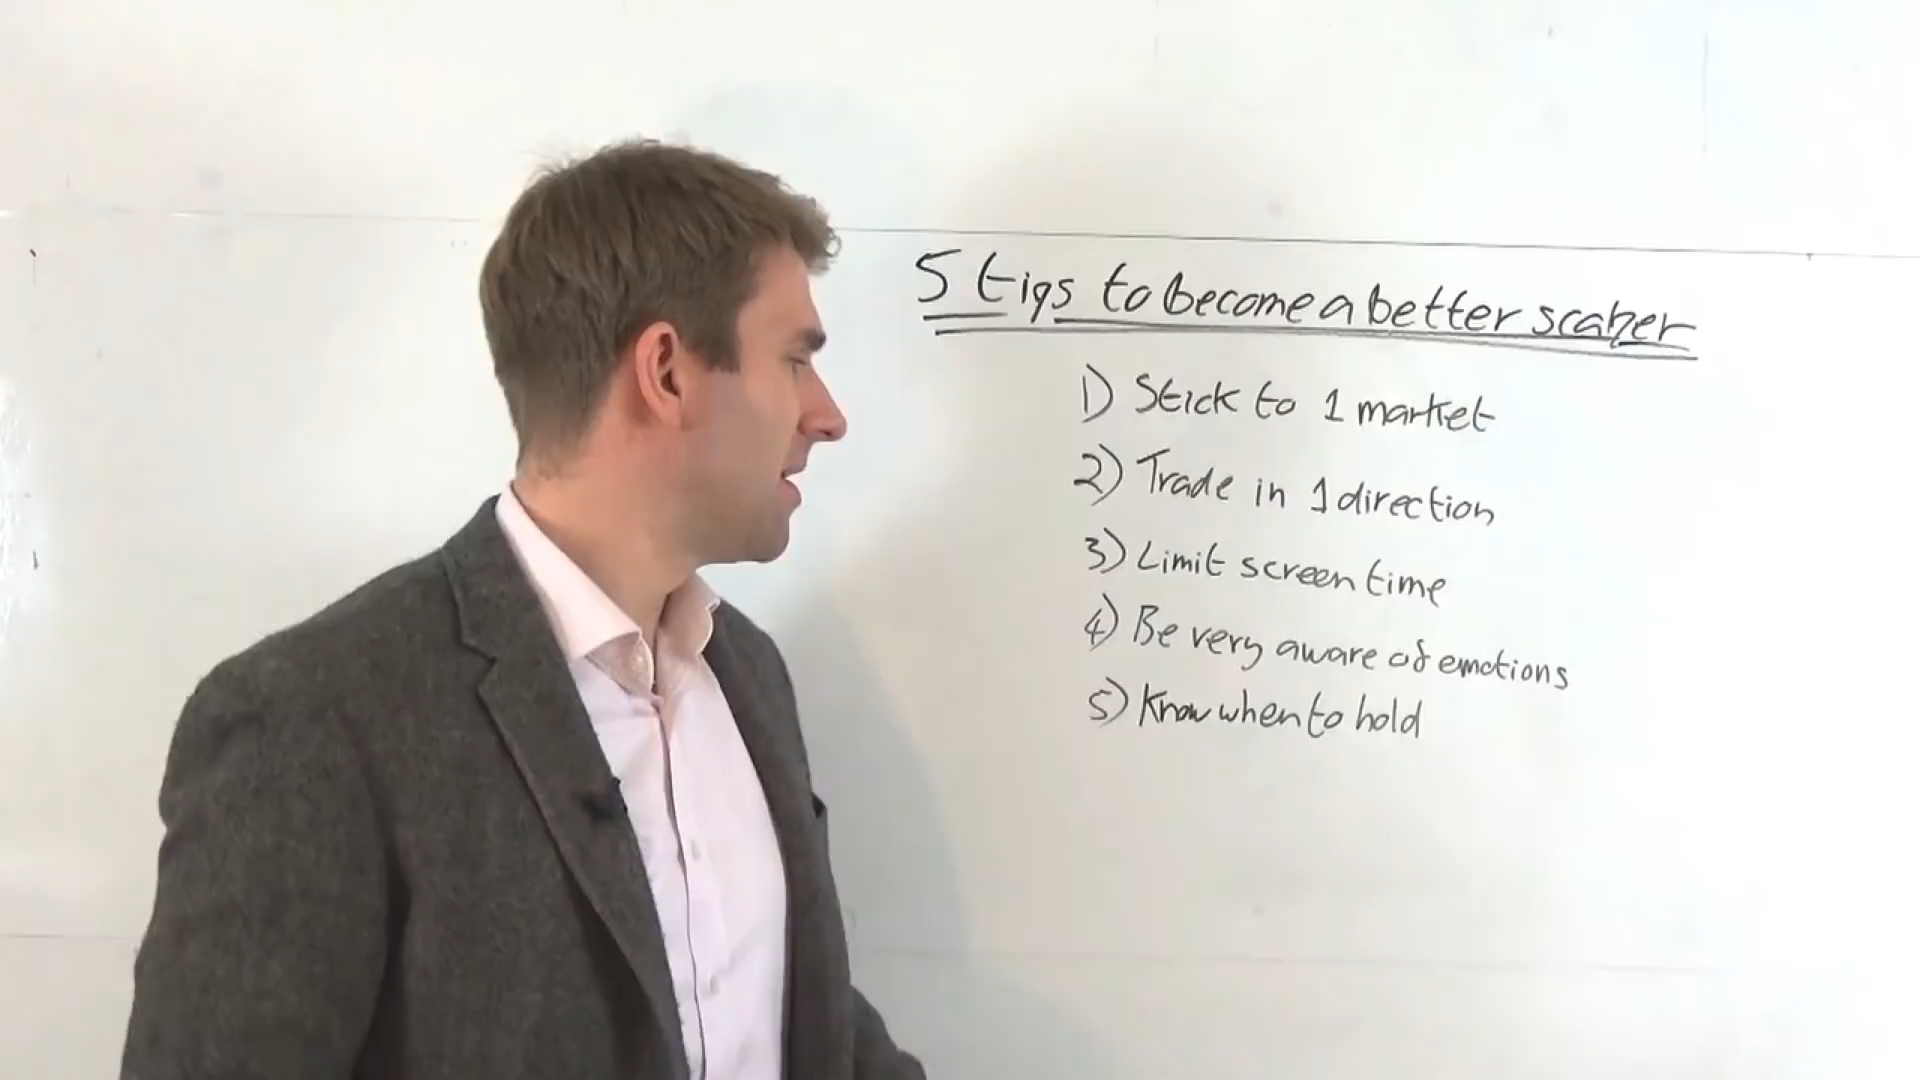 5 tips to become a better scalper
1) Stick to 1 market
2) Trade in 1 direction
3) Limit screen time
4) Be very aware of emotions
5) Know when to hold